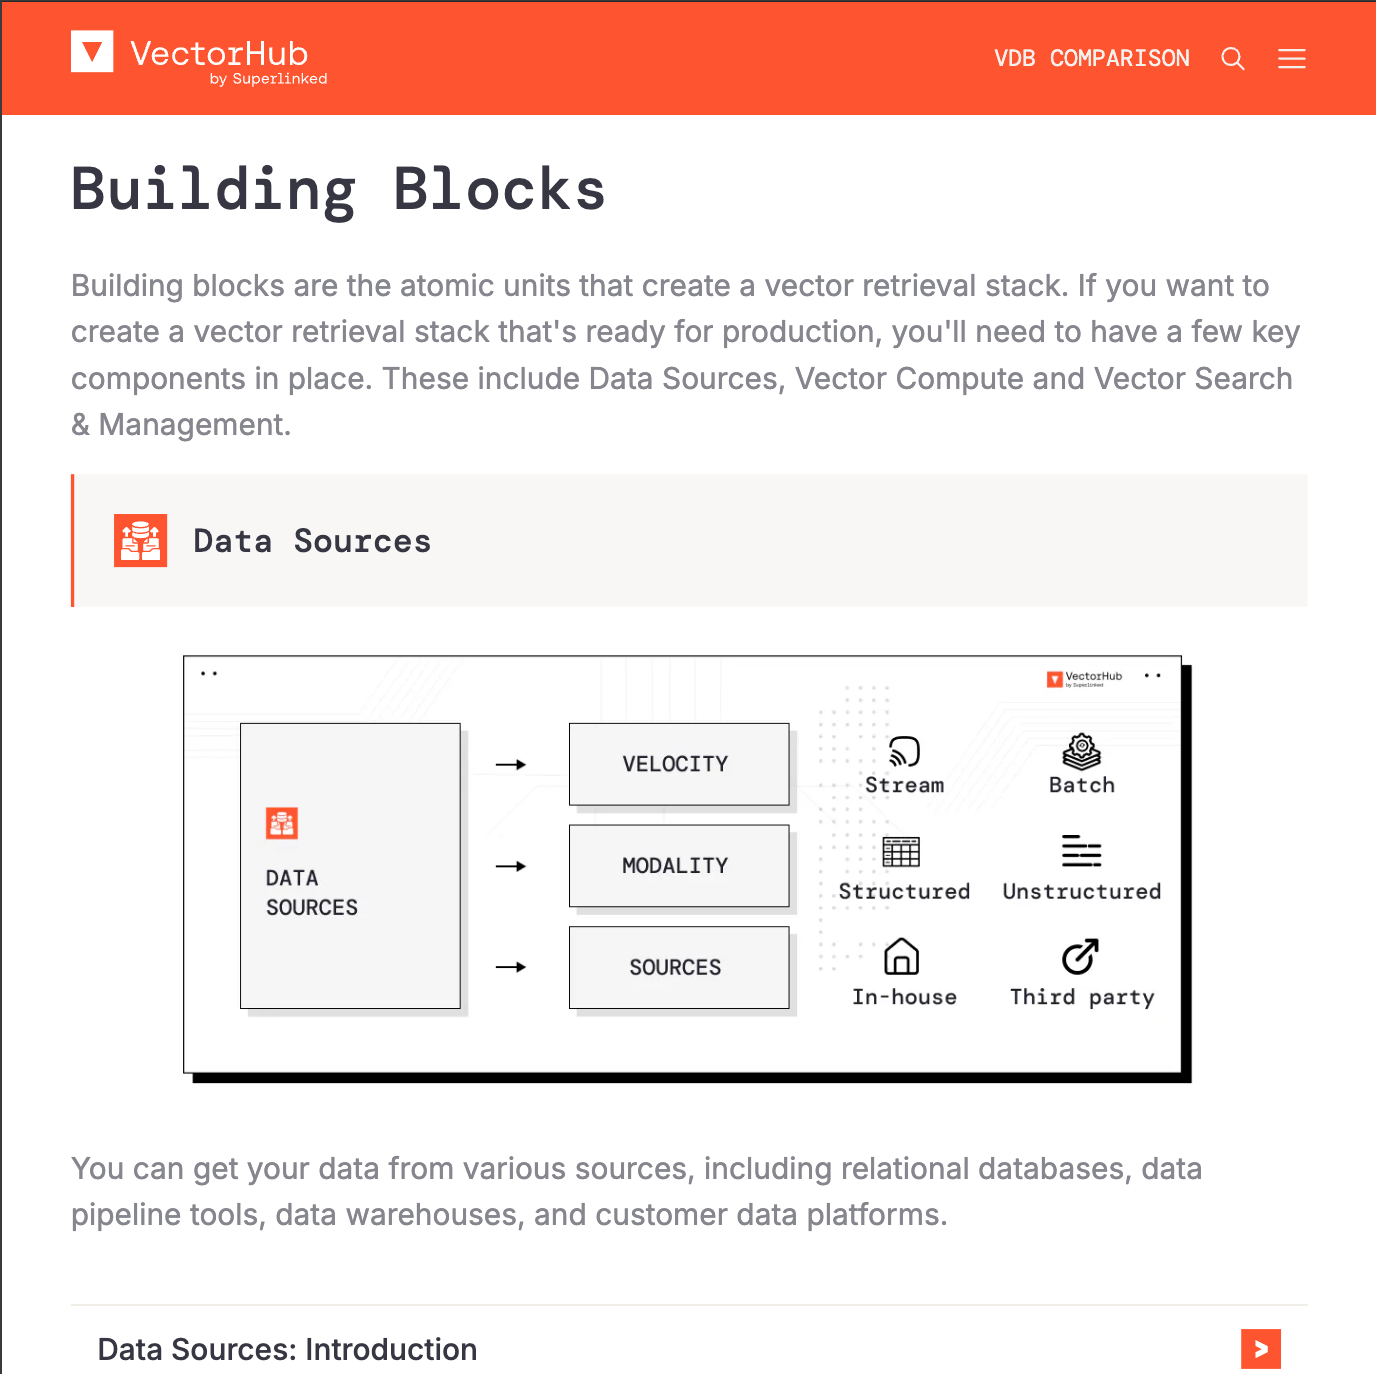 VectorHub
by Superlinked
VDB COMPARISON
Building Blocks
Building blocks are the atomic units that create a vector retrieval stack. If you want to
create a vector retrieval stack that's ready for production, you'll need to have a few key
components in place. These include Data Sources, Vector Compute and Vector Search
& Management.
Data Sources
VectorHub
by Superlinked
DATA
SOURCES
VELOCITY
Stream
Batch
MODALITY
Structured
Unstructured
SOURCES
In-house
Third party
You can get your data from various sources, including relational databases, data
pipeline tools, data warehouses, and customer data platforms.
Data Sources: Introduction